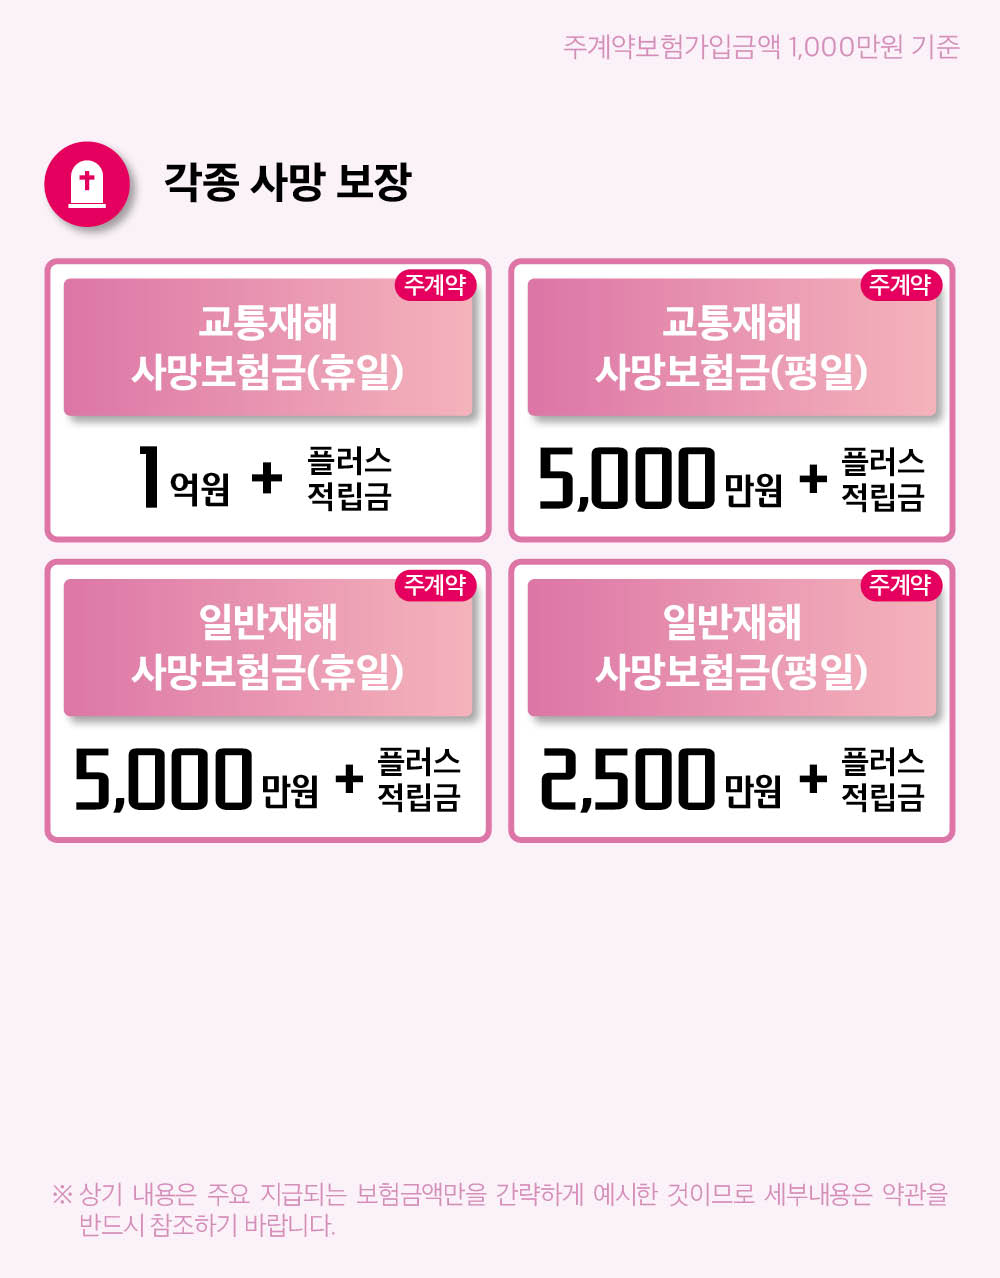 주계약보험가입금액 1,000만원 기준
각종 사망 보장
주계약
교통재해
사망보험금(휴일)
1억원 + 플러스
적립금
주계약
교통재해
사망보험금(평일)
5,000만원 + 플러스
적립금
주계약
일반재해
사망보험금(휴일)
5,000만원 + 플러스
적립금
주계약
일반재해
사망보험금(평일)
2,500만원 + 플러스
적립금
※ 상기 내용은 주요 지급되는 보험금액만을 간략하게 예시한 것이므로 세부내용은 약관을
반드시 참조하기 바랍니다.